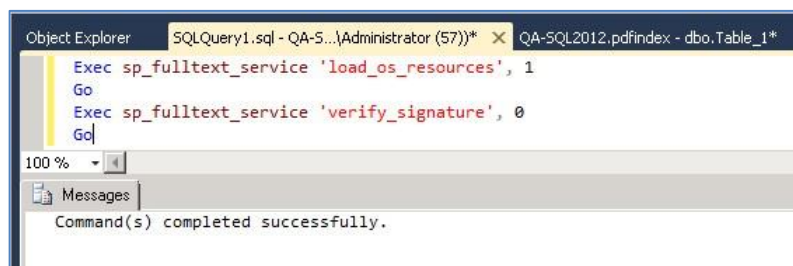 Object Explorer SQLQuery1.sql - QA-S...\Administrator (57))* QA-SQL2012.pdfindex - dbo.Table_1*
Exec sp_fulltext_service 'load_os_resources', 1
Go
Exec sp_fulltext_service 'verify_signature', 0
Go
100 %
Messages
Command(s) completed successfully.